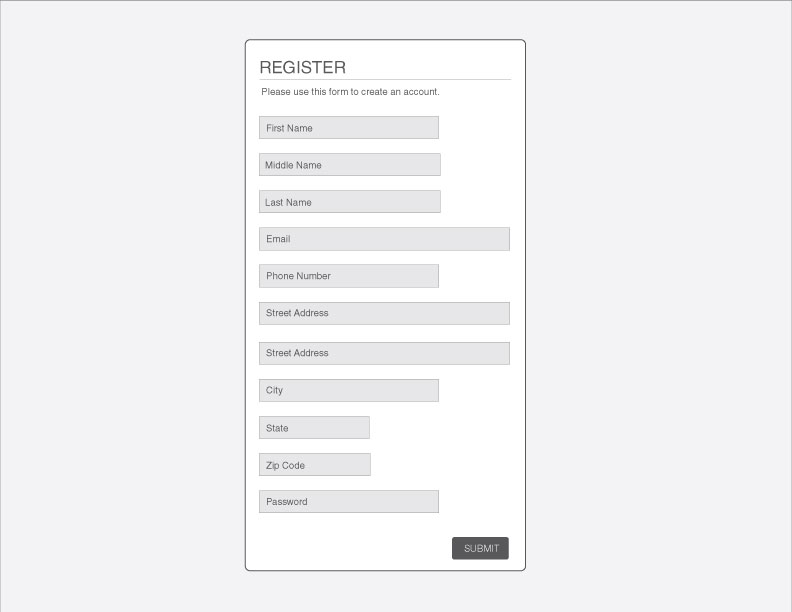 REGISTER
Please use this form to create an account.
First Name
Middle Name
Last Name
Email
Phone Number
Street Address
Street Address
City
State
Zip Code
Password
SUBMIT